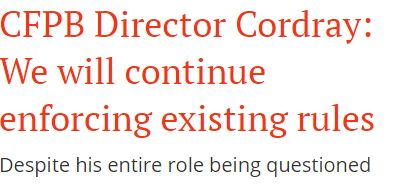 CFPB Director Cordray:
We will continue
enforcing existing rules
Despite his entire role being questioned